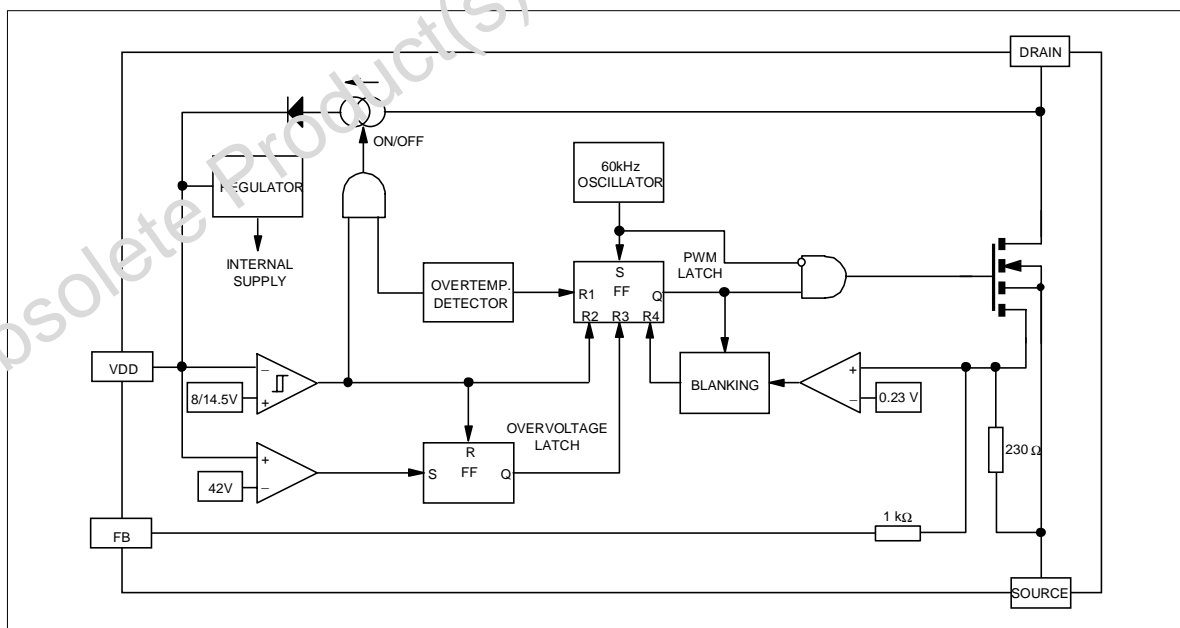 bsolete Product(s)
DRAIN
ON/OFF
REGULATOR
60kHz
OSCILLATOR
INTERNAL
SUPPLY
PWM
LATCH
OVERTEMP.
DETECTOR
S
FF
R1
Q
R2 R3 R4
VDD
−
8/14.5V
+
BLANKING
+
−
0.23 V
OVERVOLTAGE
LATCH
R
FF
S
Q
+
−
42V
230 Ω
1 kΩ
FB
SOURCE